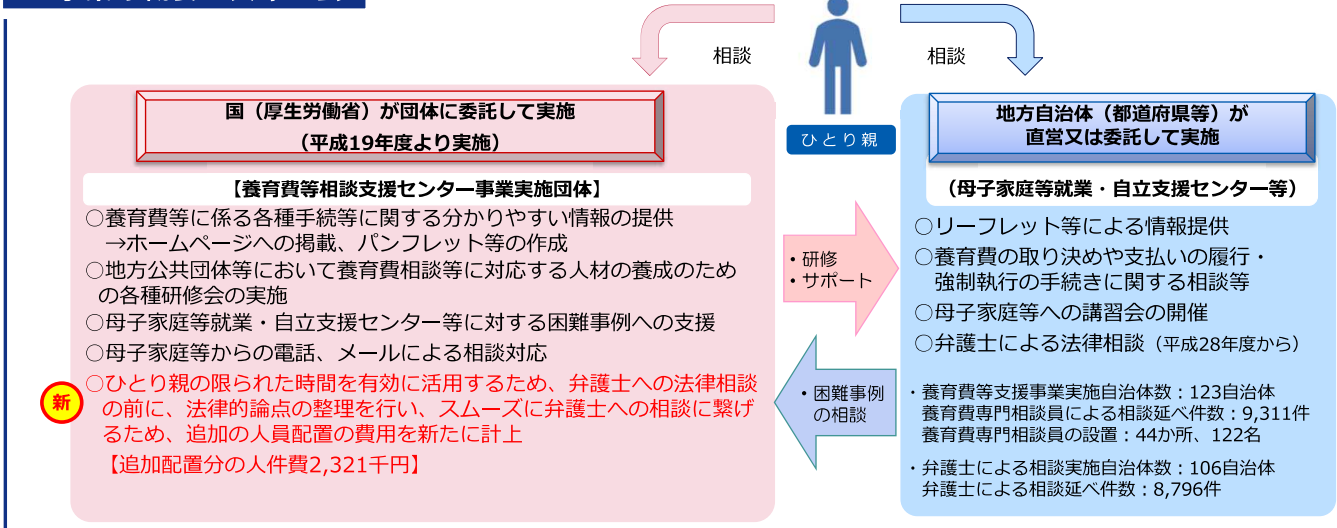 相談
相談
ひとり親
国（厚生労働省）が団体に委託して実施
（平成19年度より実施）
【養育費等相談支援センター事業実施団体】
○養育費等に係る各種手続等に関する分かりやすい情報の提供
→ホームページへの掲載、パンフレット等の作成
○地方公共団体等において養育費相談等に対応する人材の養成のため
の各種研修会の実施
○母子家庭等就業・自立支援センター等に対する困難事例への支援
○母子家庭等からの電話、メールによる相談対応
新
○ひとり親の限られた時間を有効に活用するため、弁護士への法律相談
の前に、法律的論点の整理を行い、スムーズに弁護士への相談に繋げ
るため、追加の人員配置の費用を新たに計上
【追加配置分の人件費2,321千円】
・研修
・サポート
・困難事例
の相談
地方自治体（都道府県等）が
直営又は委託して実施
（母子家庭等就業・自立支援センター等）
○リーフレット等による情報提供
○養育費の取り決めや支払いの履行・
強制執行の手続きに関する相談等
○母子家庭等への講習会の開催
○弁護士による法律相談（平成28年度から）
・養育費等支援事業実施自治体数：123自治体
養育費専門相談員による相談延べ件数：9,311件
養育費専門相談員の設置：44か所、122名
・弁護士による相談実施自治体数：106自治体
弁護士による相談延べ件数：8,796件